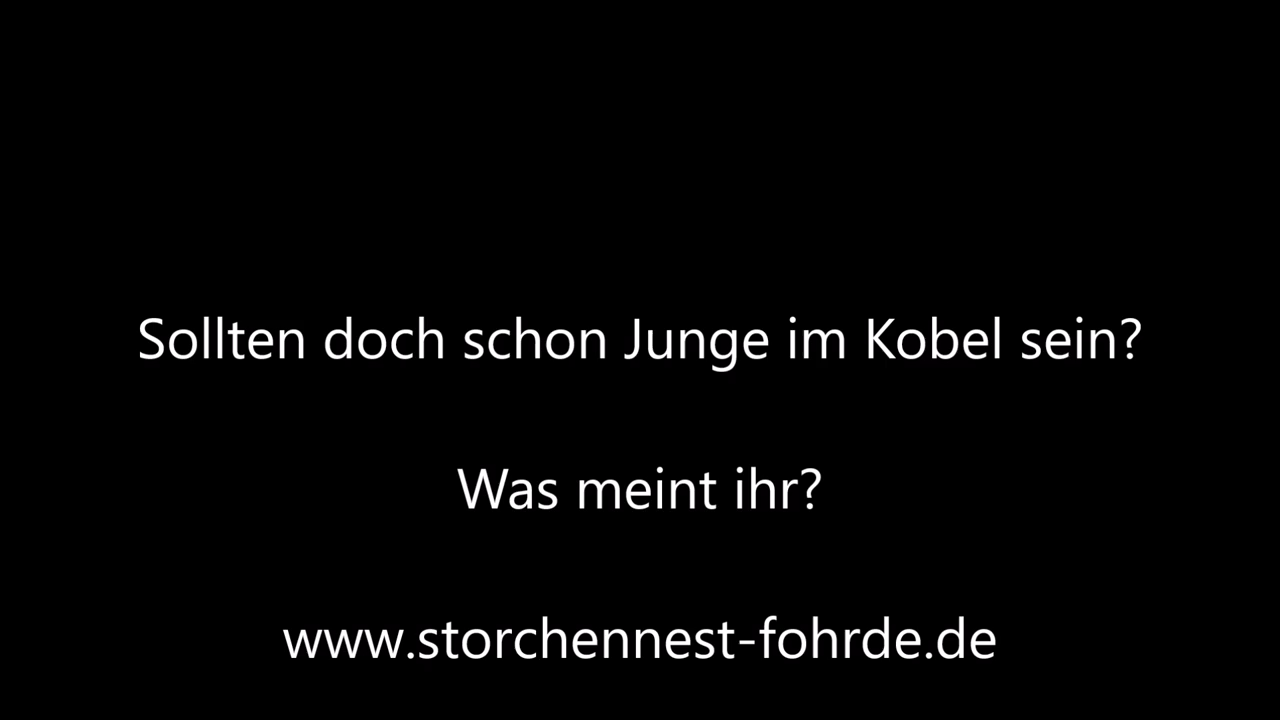 Sollten doch schon Junge im Kobel sein?
Was meint ihr?
www.storchennest-fohrde.de